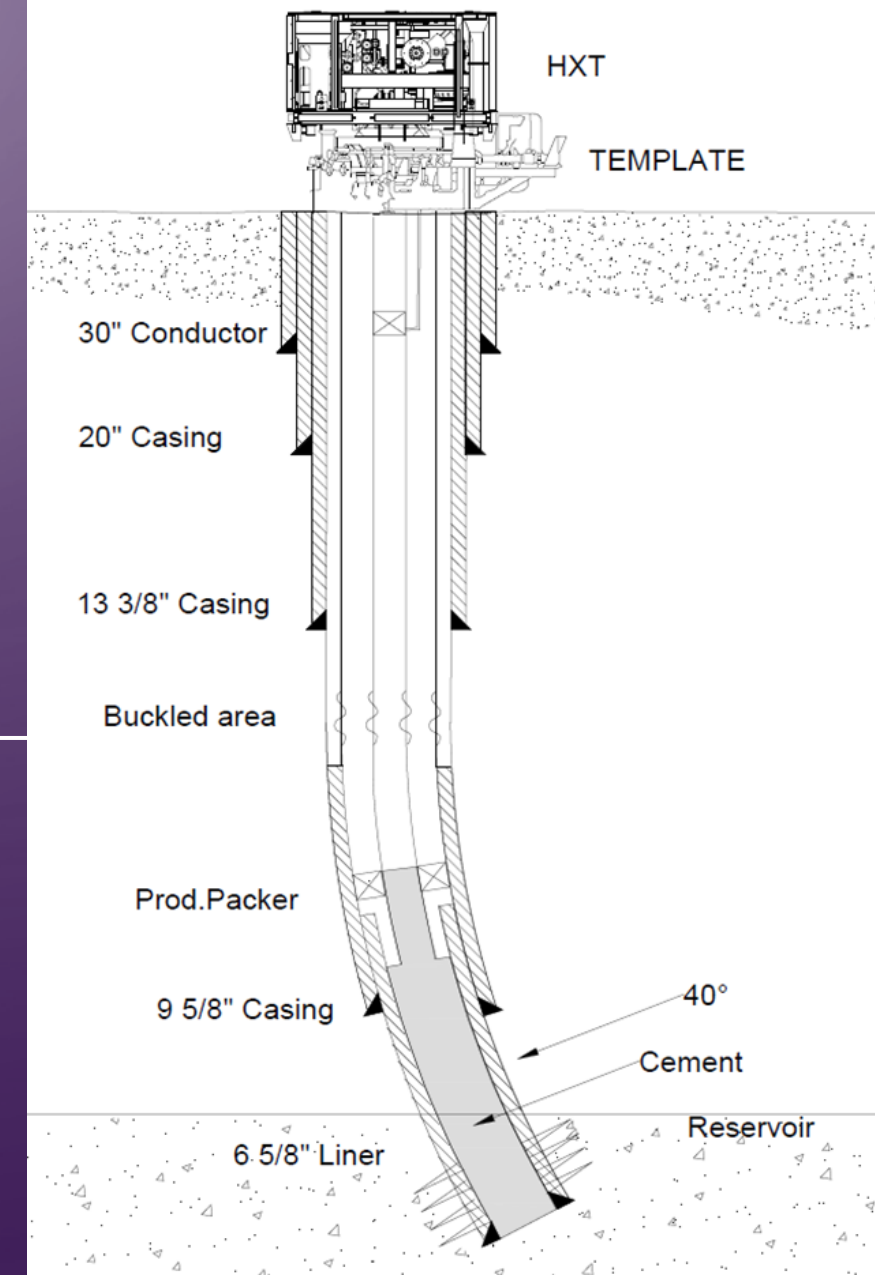 HXT
TEMPLATE
30" Conductor
20" Casing
13 3/8" Casing
Buckled area
Prod.Packer
9 5/8" Casing
40°
Cement
Reservoir
6 5/8" Liner